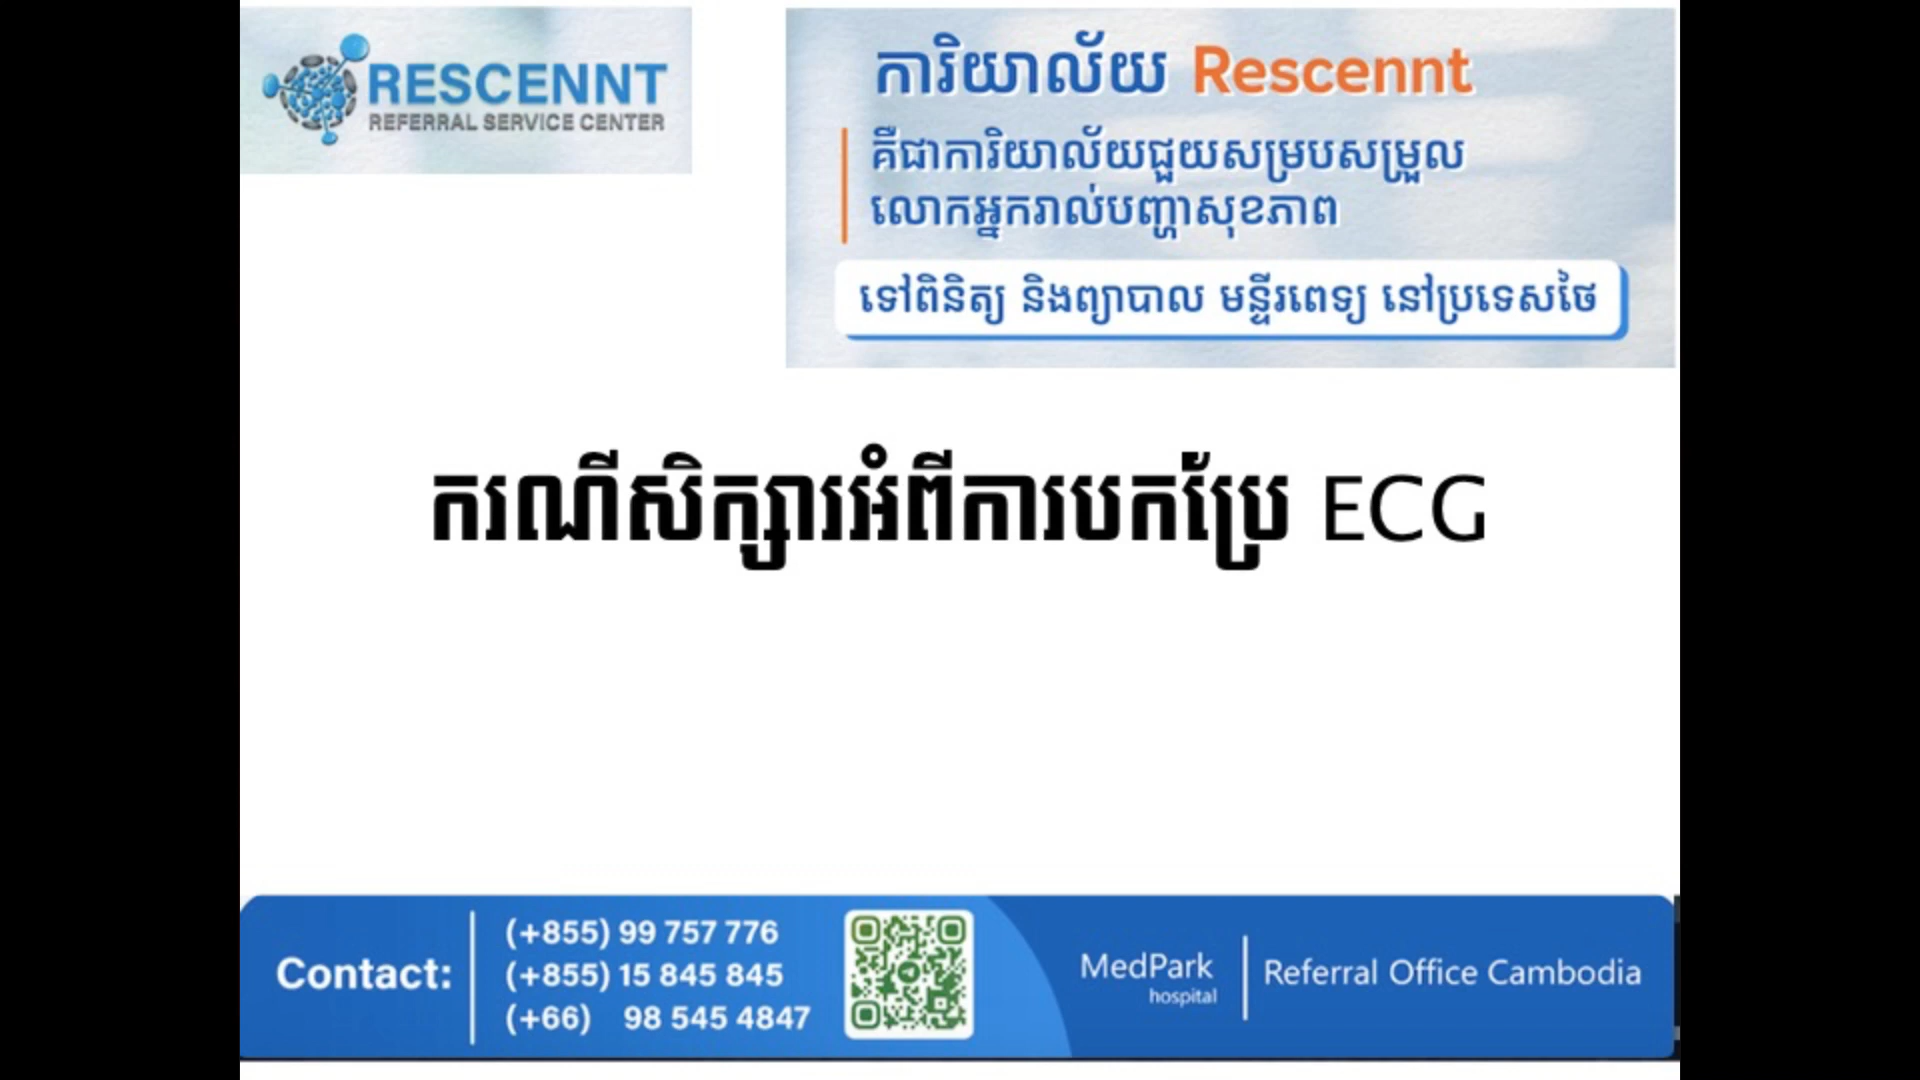 RESCENNT
REFERRAL SERVICE CENTER
ការិយាល័យ Rescennt
គឺជាការិយាល័យជួយសម្របសម្រួល
លោកអ្នករាល់បញ្ហាសុខភាព
ទៅពិនិត្យ និងព្យាបាល មន្ទីរពេទ្យ នៅប្រទេសថៃ
ករណីសិក្សារអំពីការបកប្រែ ECG
Contact:
(+855) 99 757 776
(+855) 15 845 845
(+66) 98 545 4847
MedPark
hospital
Referral Office Cambodia